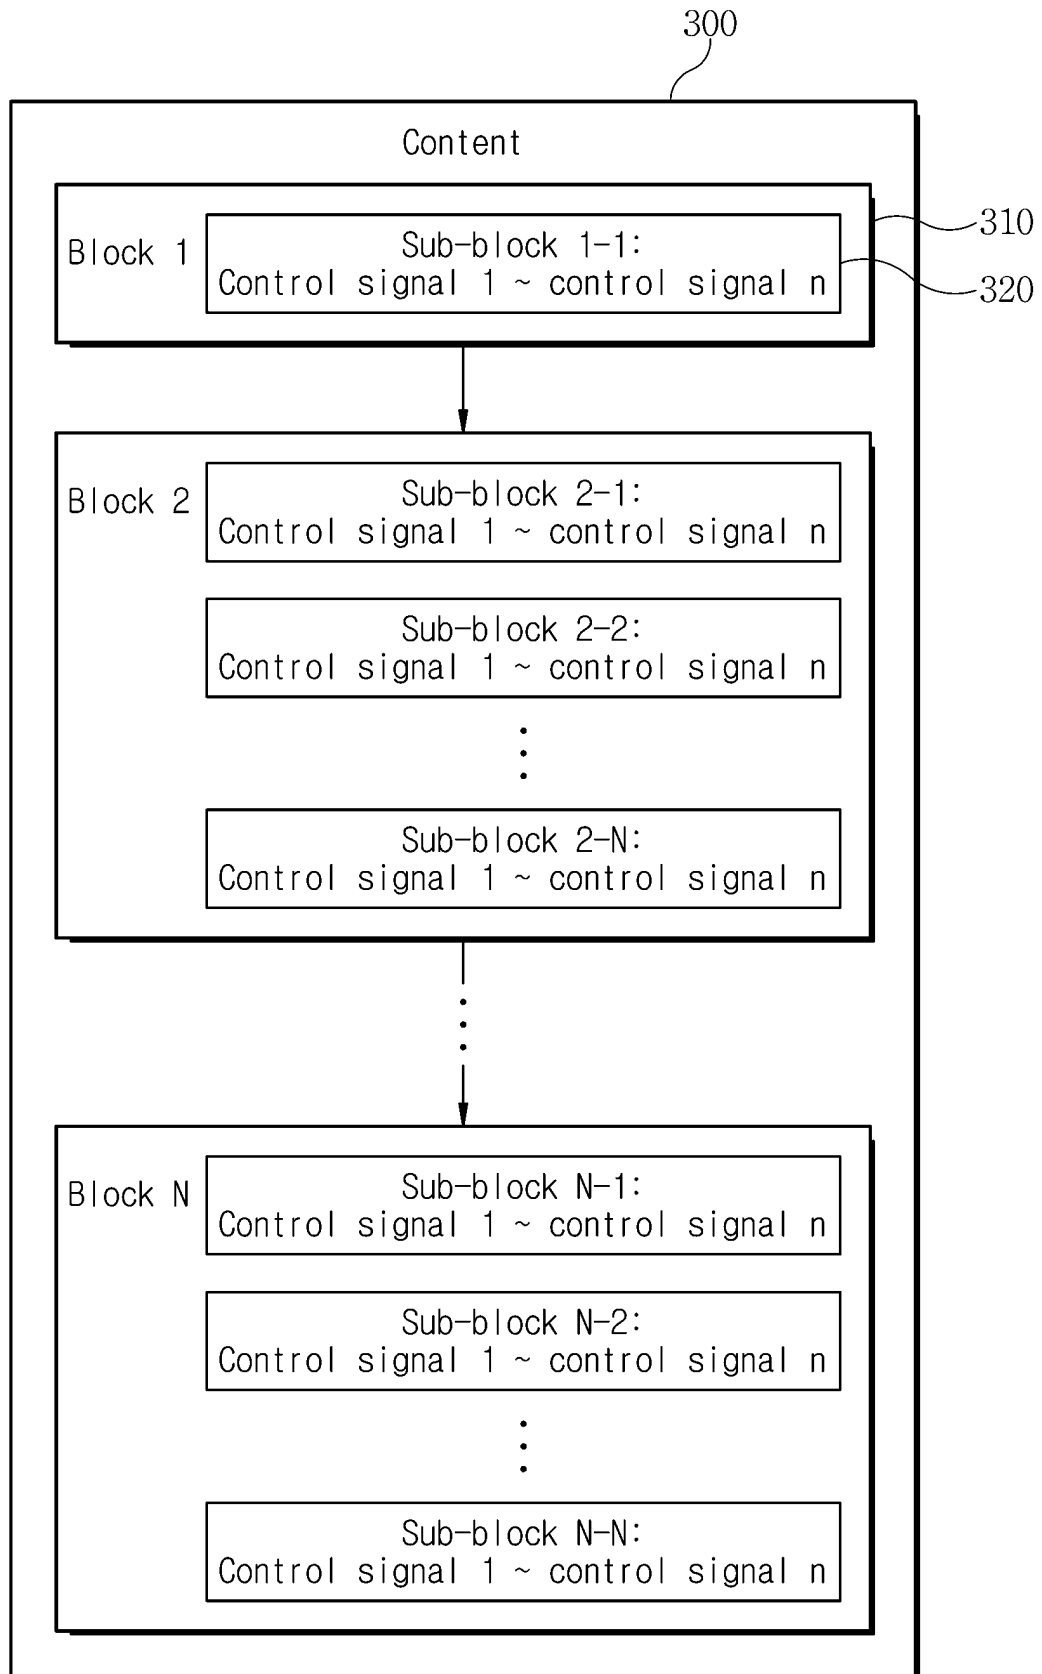 300
Content
Block 1
Sub-block 1-1:
Control signal 1 ~ control signal n
310
320
Block 2
Sub-block 2-1:
Control signal 1 ~ control signal n
Sub-block 2-2:
Control signal 1 ~ control signal n
Sub-block 2-N:
Control signal 1 ~ control signal n
Block N
Sub-block N-1:
Control signal 1 ~ control signal n
Sub-block N-2:
Control signal 1 ~ control signal n
Sub-block N-N:
Control signal 1 ~ control signal n